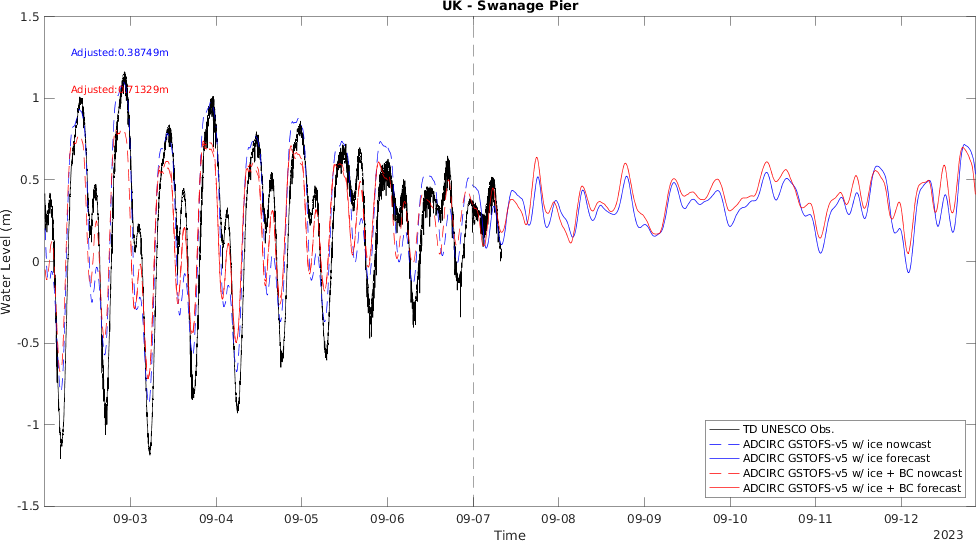 UK - Swanage Pier
1.5
Adjusted:0.38749m
Adjusted:0.71329m
1
0.5
0
-0.5
-1
-1.5
Water Level (m)
TD UNESCO Obs.
ADCIRC GSTOFS-v5 w/ ice nowcast
ADCIRC GSTOFS-v5 w/ ice forecast
ADCIRC GSTOFS-v5 w/ ice + BC nowcast
ADCIRC GSTOFS-v5 w/ ice + BC forecast
09-03 09-04 09-05 09-06 09-07 09-08 09-09 09-10 09-11 09-12
Time
2023